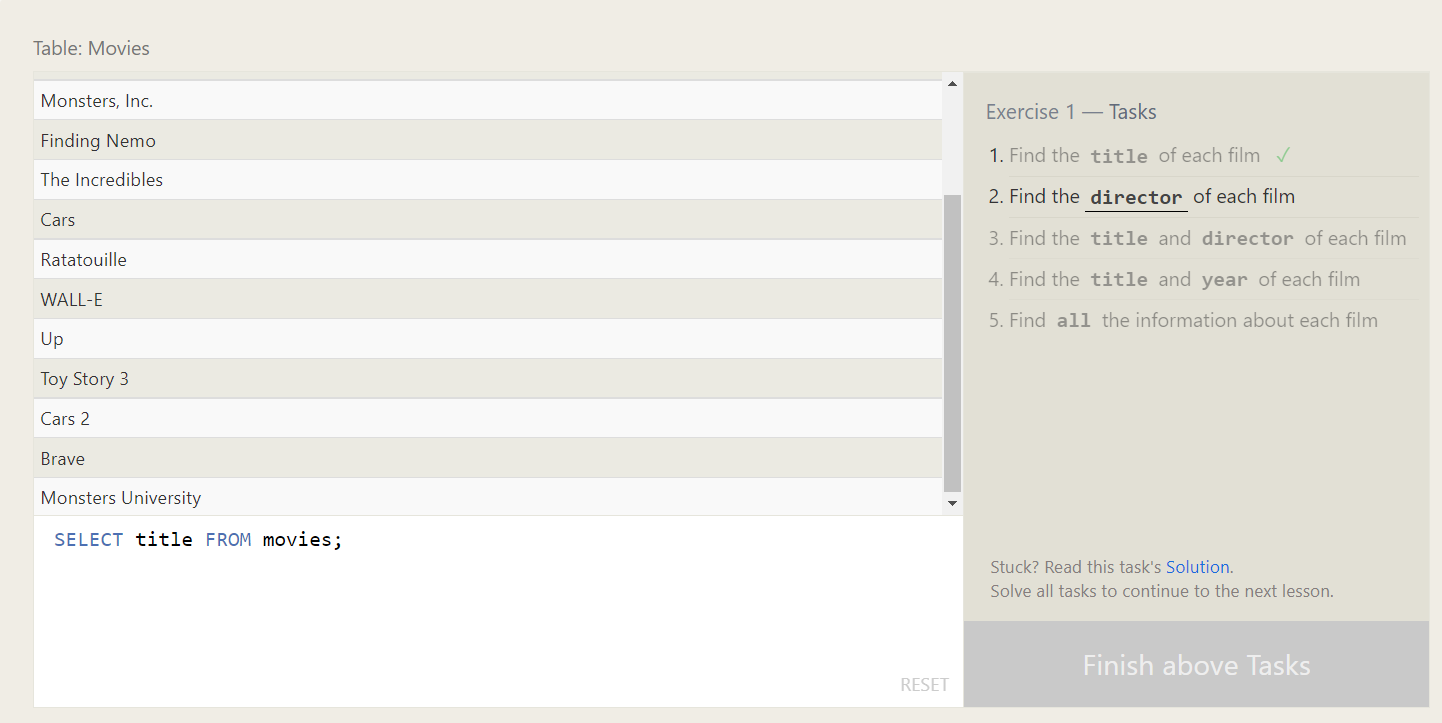 Table: Movies
Monsters, Inc.
Finding Nemo
The Incredibles
Cars
Ratatouille
WALL-E
Up
Toy Story 3
Cars 2
Brave
Monsters University
SELECT title FROM movies;
RESET
Exercise 1 — Tasks
1. Find the title of each film ✓
2. Find the director of each film
3. Find the title and director of each film
4. Find the title and year of each film
5. Find all the information about each film
Stuck? Read this task's Solution.
Solve all tasks to continue to the next lesson.
Finish above Tasks